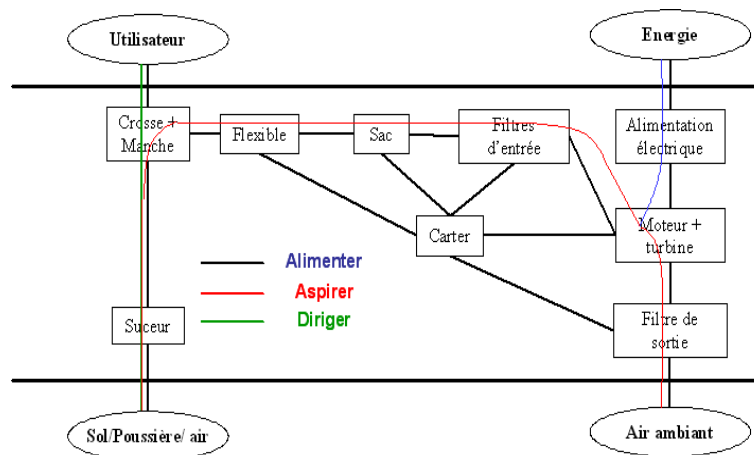 Utilisateur
Energie
Crosse +
Manche
Flexible
Sac
Filtres
d'entrée
Alimentation
électrique
Carter
Moteur +
turbine
Alimenter
Aspirer
Diriger
Suceur
Filtre de
sortie
Sol/Poussière/ air
Air ambiant